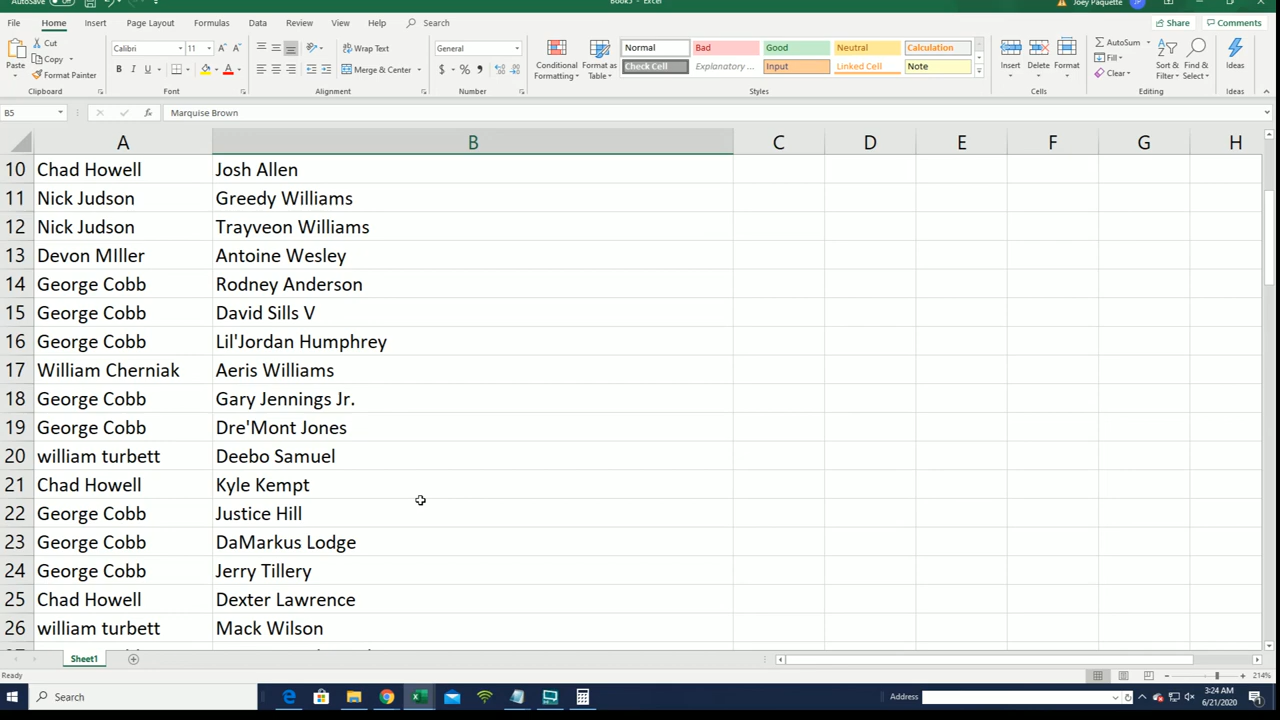 AutoSave Off Book3 - Excel Joey Paquette JP
File Home Insert Page Layout Formulas Data Review View Help Search Share Comments
Cut Calibri 11 A A Wrap Text General Normal Bad Good Neutral Calculation AutoSum
Copy Fill
Paste Format Painter B I U Merge & Center $ % Conditional Formatting Format as Table Check Cell Explanatory ... Input Linked Cell Note Insert Delete Format Clear Sort & Filter Find & Select Ideas
Clipboard Font Alignment Number Styles Cells Editing Ideas
B5 fx Marquise Brown
A B C D E F G H
10 Chad Howell Josh Allen
11 Nick Judson Greedy Williams
12 Nick Judson Trayveon Williams
13 Devon MIller Antoine Wesley
14 George Cobb Rodney Anderson
15 George Cobb David Sills V
16 George Cobb Lil'Jordan Humphrey
17 William Cherniak Aeris Williams
18 George Cobb Gary Jennings Jr.
19 George Cobb Dre'Mont Jones
20 william turbett Deebo Samuel
21 Chad Howell Kyle Kempt
22 George Cobb Justice Hill
23 George Cobb DaMarkus Lodge
24 George Cobb Jerry Tillery
25 Chad Howell Dexter Lawrence
26 william turbett Mack Wilson
Sheet1
Ready 214%
Search Address 3:24 AM
6/21/2020